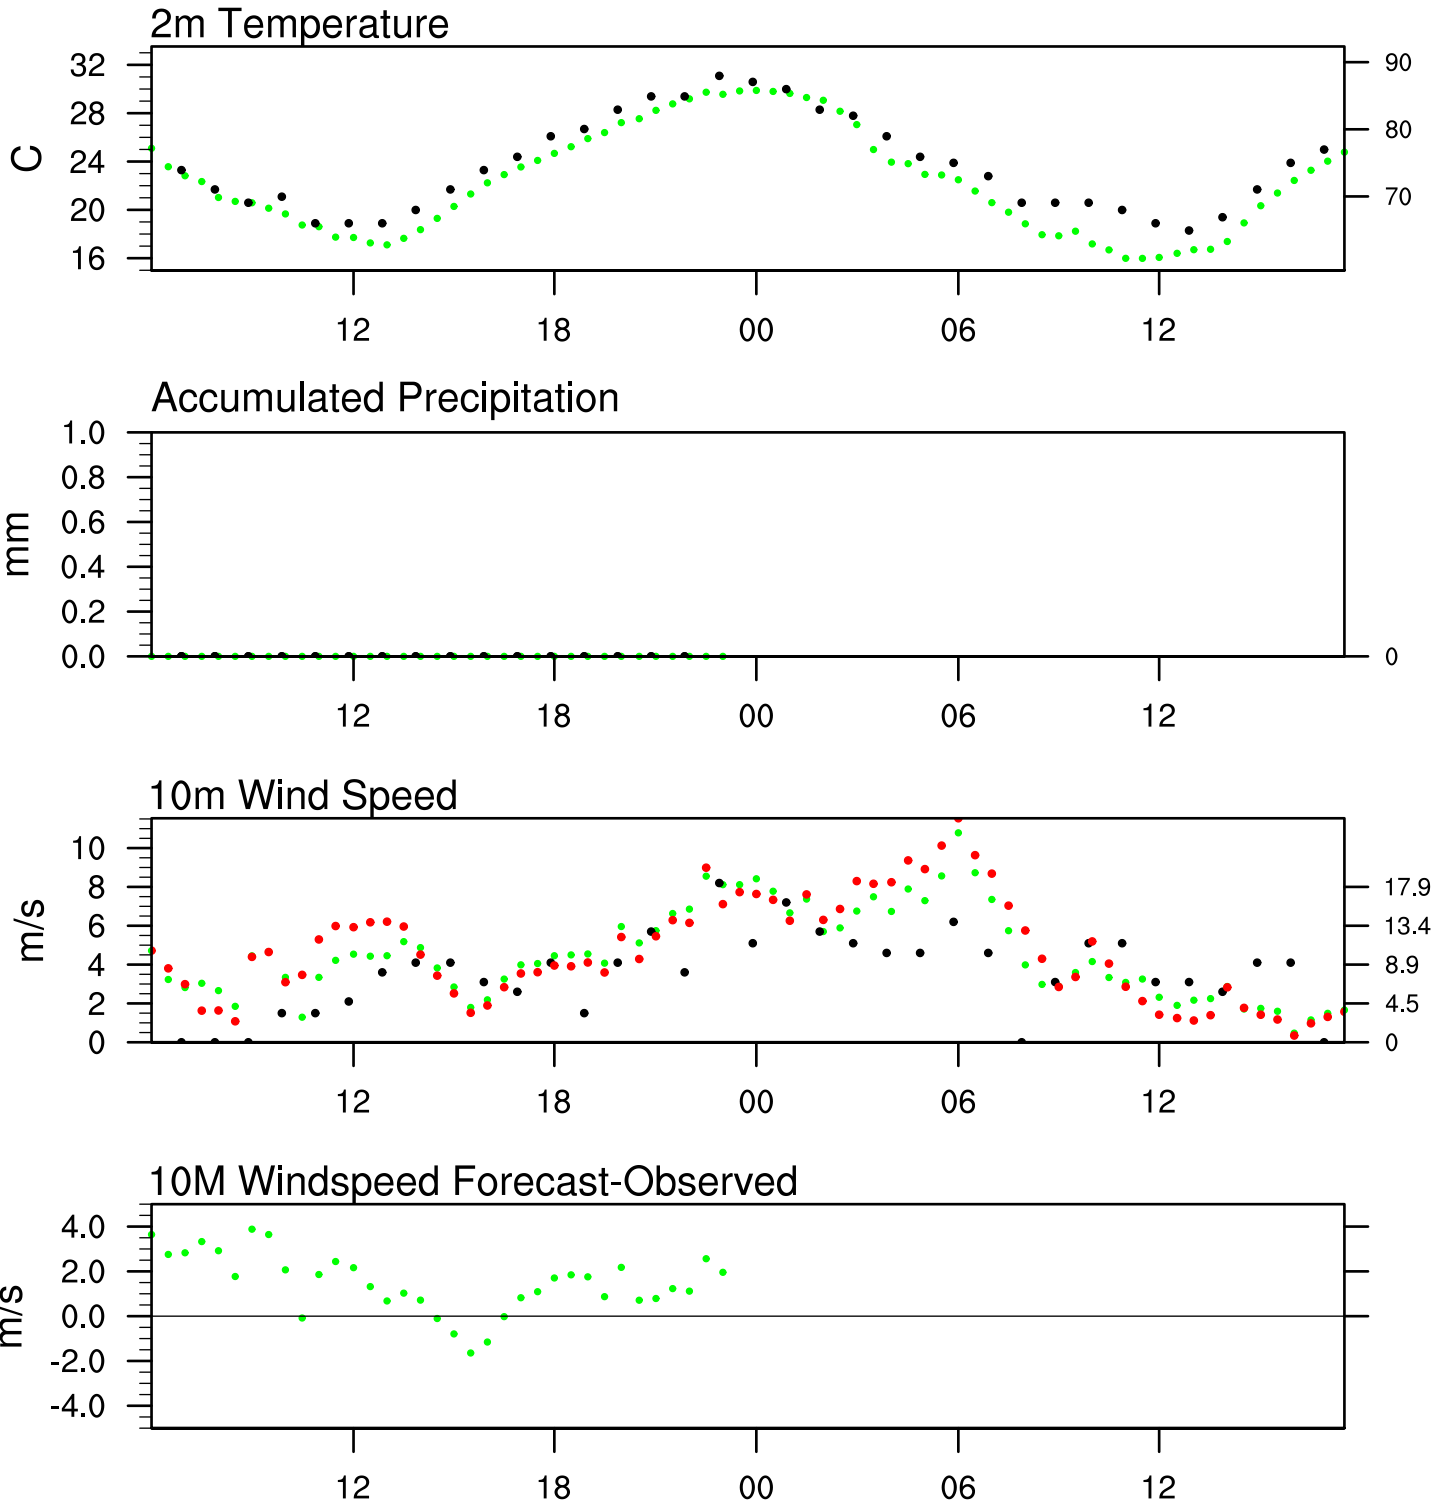 2m Temperature
32
28
24
20
16
C
90
80
70
12 18 00 06 12
Accumulated Precipitation
1.0
0.8
0.6
0.4
0.2
0.0
mm
0
12 18 00 06 12
10m Wind Speed
10
8
6
4
2
0
m/s
17.9
13.4
8.9
4.5
0
12 18 00 06 12
10M Windspeed Forecast-Observed
4.0
2.0
0.0
-2.0
-4.0
m/s
12 18 00 06 12